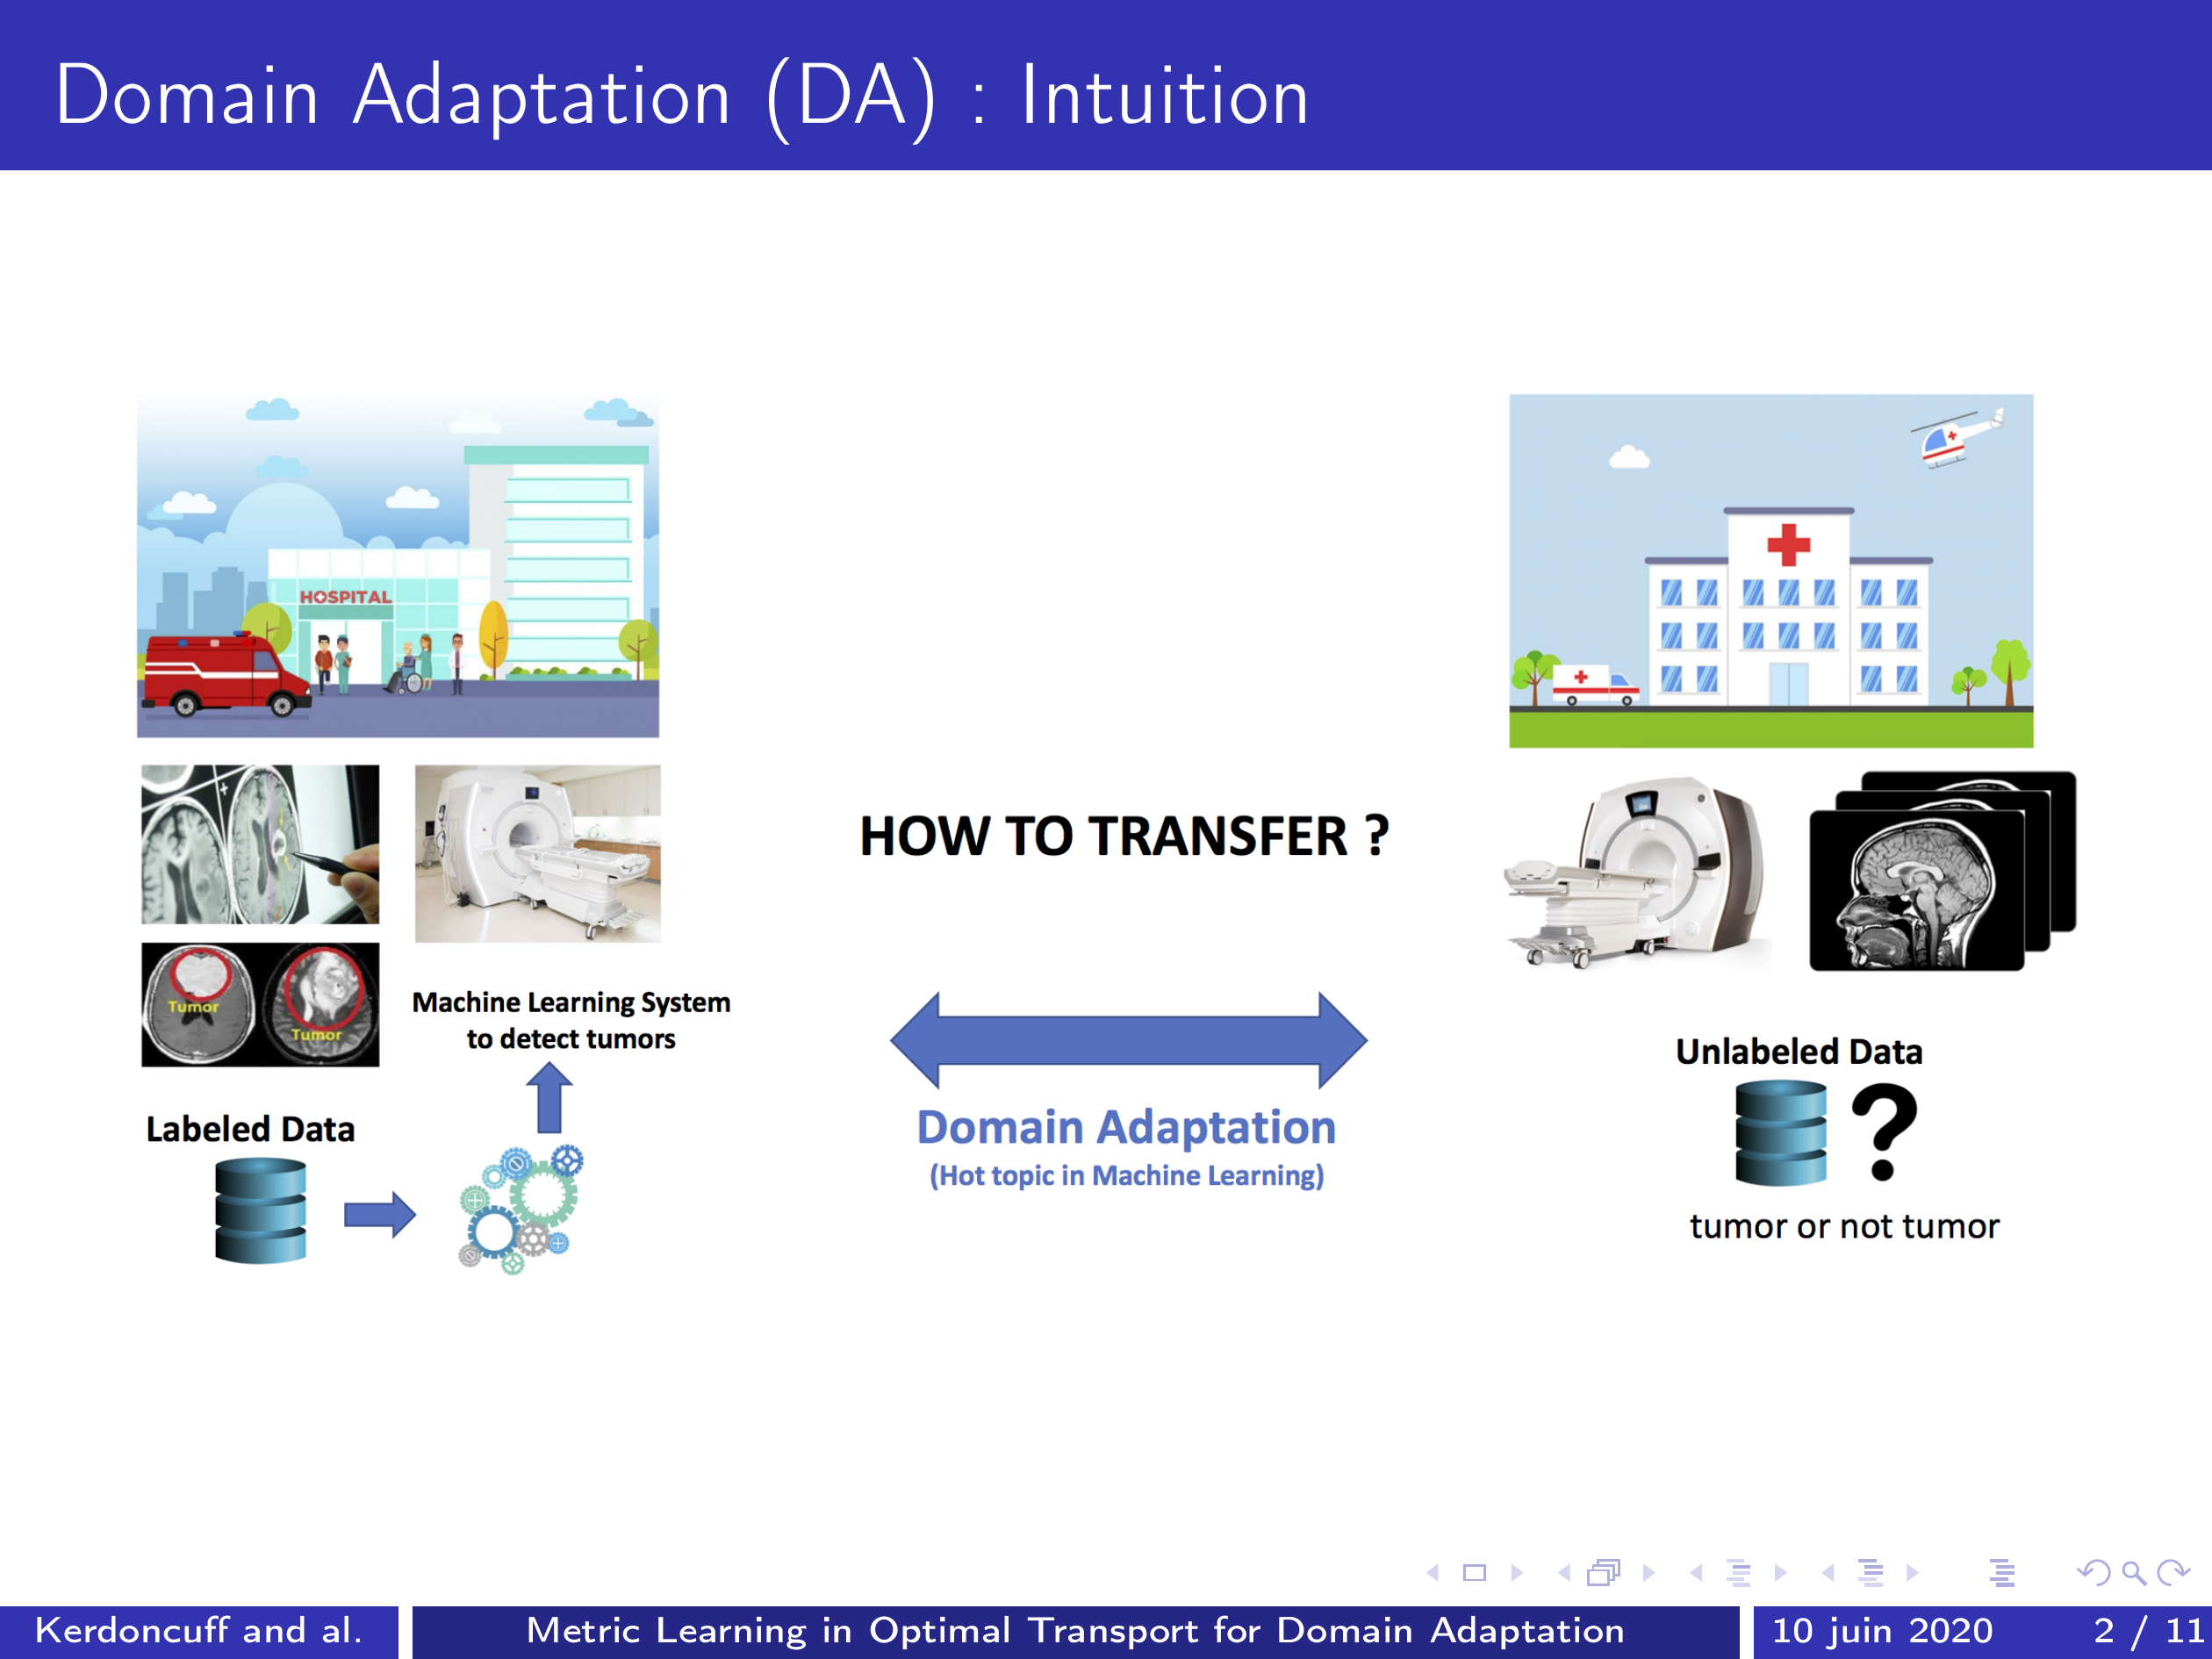 Domain Adaptation (DA) : Intuition
HOSPITAL
Tumor
Tumor
Machine Learning System
to detect tumors
Labeled Data
HOW TO TRANSFER ?
Domain Adaptation
(Hot topic in Machine Learning)
Unlabeled Data
?
tumor or not tumor
Kerdoncuff and al.
Metric Learning in Optimal Transport for Domain Adaptation
10 juin 2020
2 / 11